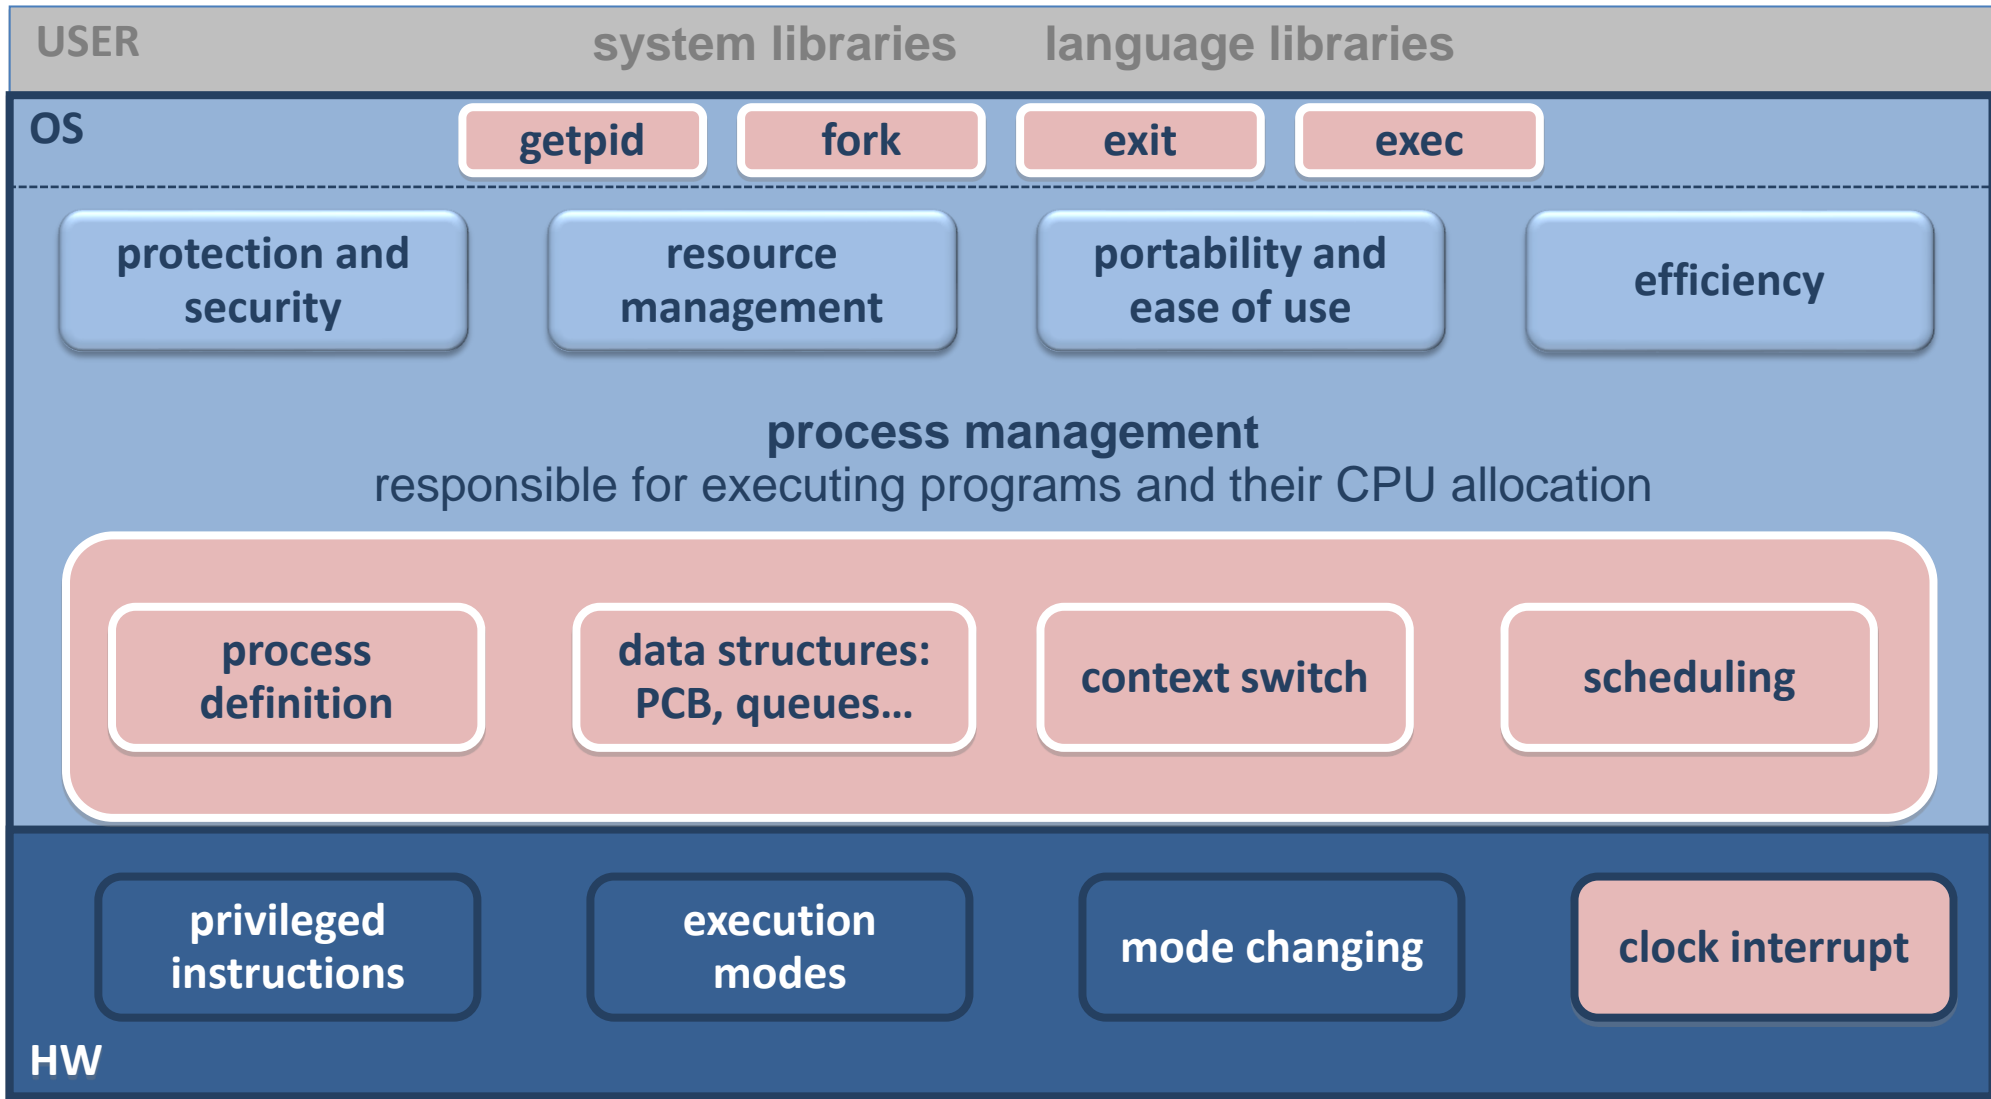 USER
system libraries
language libraries
OS
getpid
fork
exit
exec
protection and
security
resource
management
portability and
ease of use
efficiency
process management
responsible for executing programs and their CPU allocation
process
definition
data structures:
PCB, queues...
context switch
scheduling
privileged
instructions
execution
modes
mode changing
clock interrupt
HW